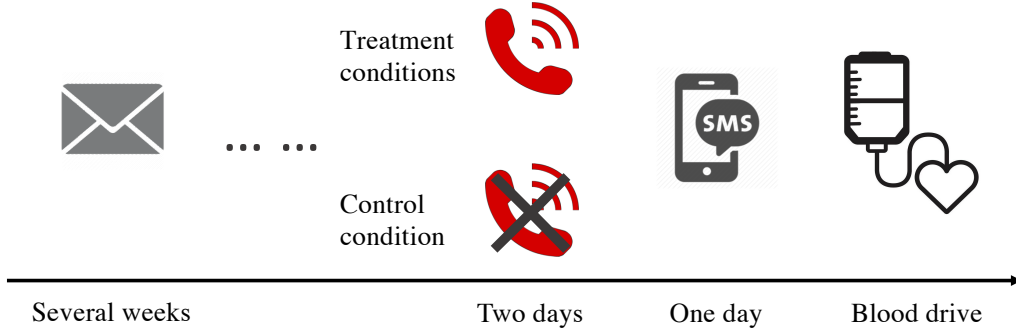 Treatment
conditions
... ...
SMS
Control
condition
Several weeks
Two days
One day
Blood drive